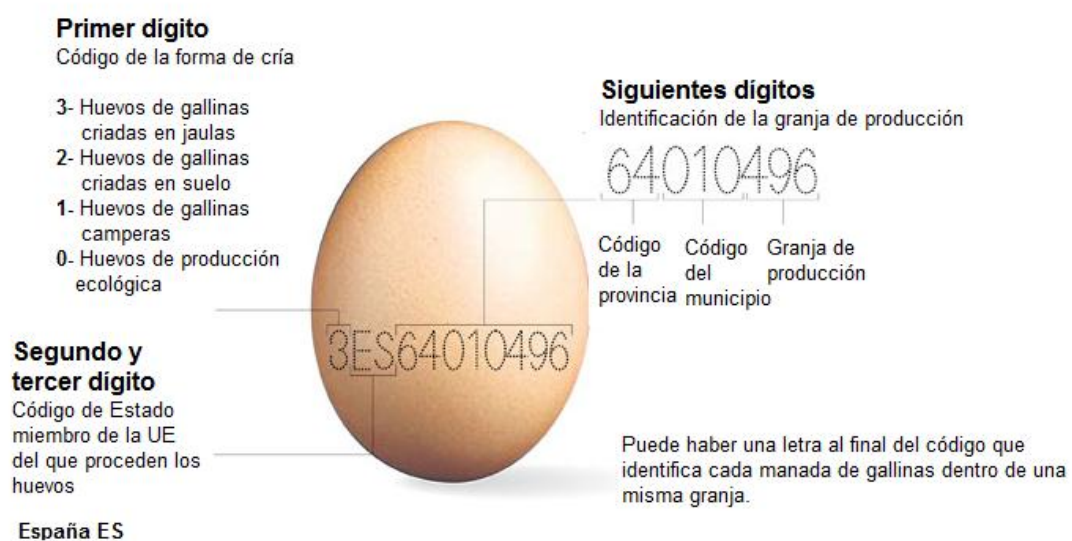 Primer dígito
Código de la forma de cría
3- Huevos de gallinas
criadas en jaulas
2- Huevos de gallinas
criadas en suelo
1- Huevos de gallinas
camperas
0- Huevos de producción
ecológica
Segundo y
tercer dígito
Código de Estado
miembro de la UE
del que proceden los
huevos
España ES
3ES64010496
Siguientes dígitos
Identificación de la granja de producción
64010496
Código
de la
provincia
Código
del
municipio
Granja de
producción
Puede haber una letra al final del código que
identifica cada manada de gallinas dentro de una
misma granja.